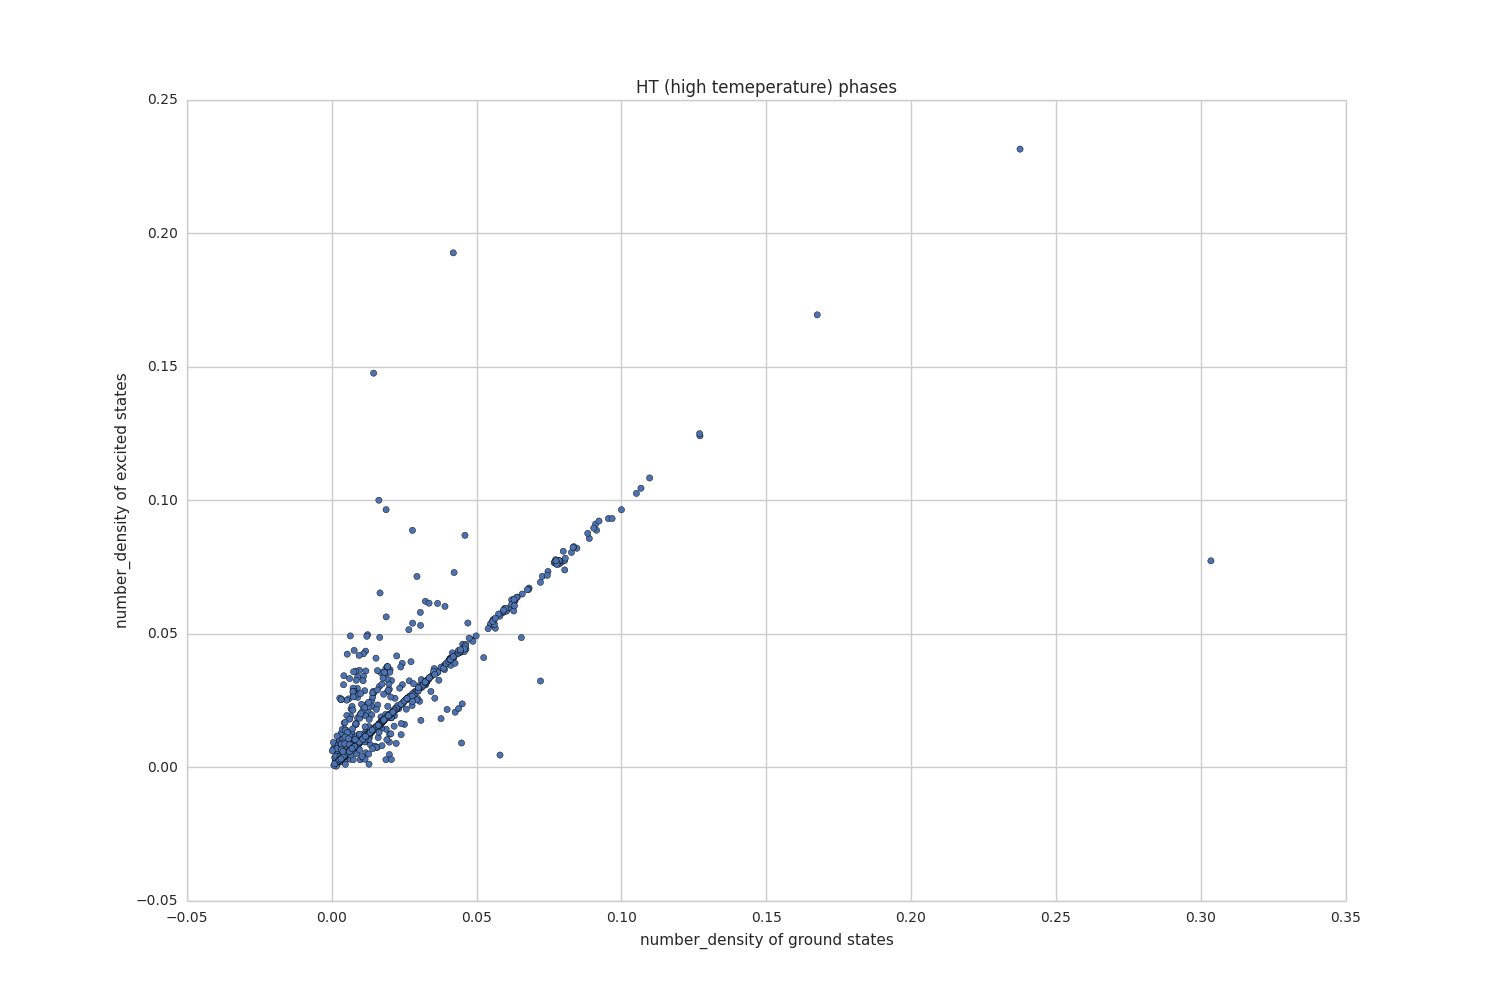 HT (high temeperature) phases
0.25
0.20
0.15
0.10
0.05
0.00
−0.05
number_density of excited states
−0.05 0.00 0.05 0.10 0.15 0.20 0.25 0.30 0.35
number_density of ground states